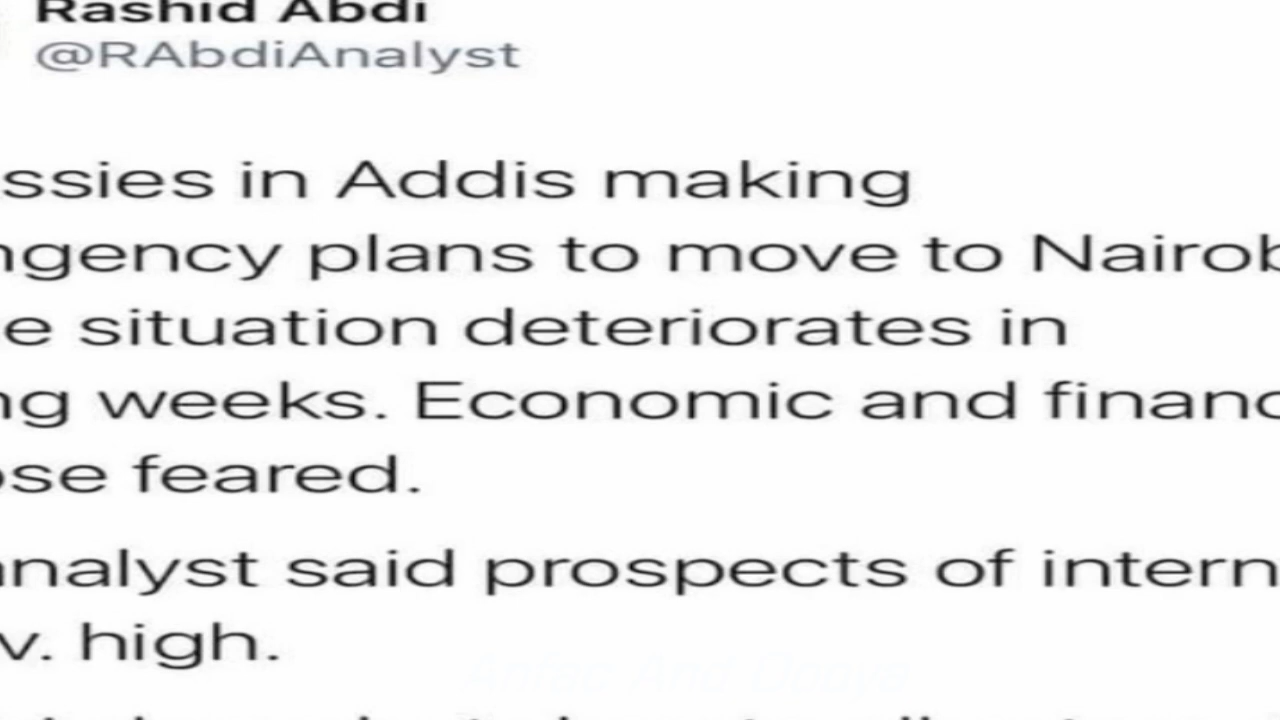 Rashid Abdi
@RAbdiAnalyst
ssies in Addis making
ngency plans to move to Nairob
e situation deteriorates in
ng weeks. Economic and financ
ose feared.
analyst said prospects of intern
v. high.